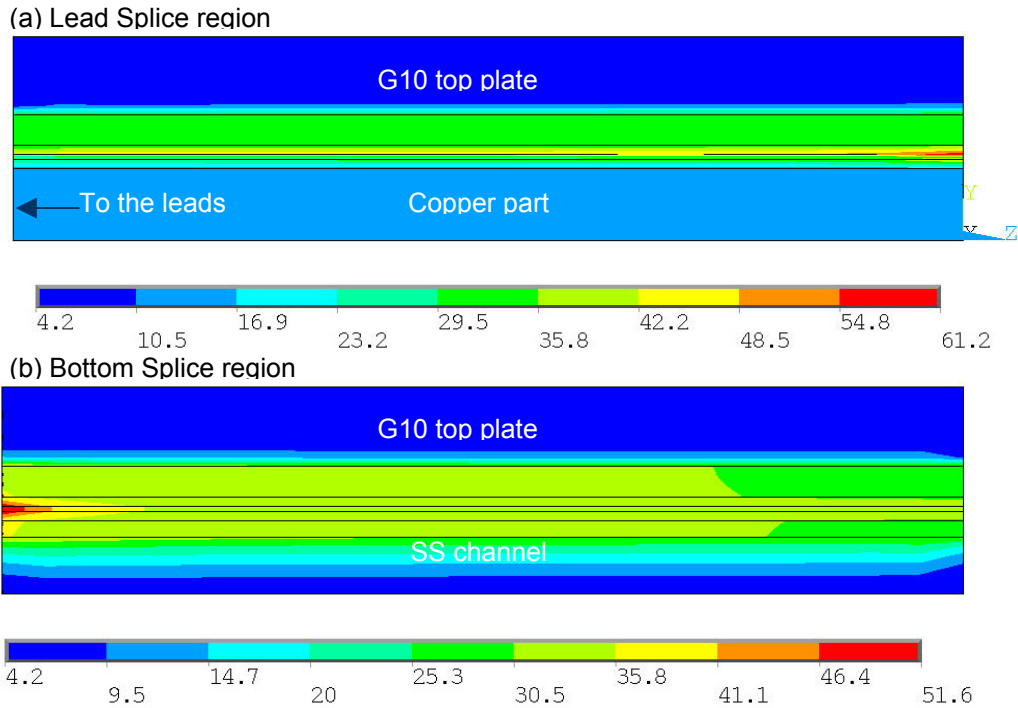 (a) Lead Splice region
G10 top plate
To the leads
Copper part
Y
X Z
4.2 16.9 29.5 42.2 54.8
10.5 23.2 35.8 48.5 61.2
(b) Bottom Splice region
G10 top plate
SS channel
4.2 14.7 25.3 35.8 46.4
9.5 20 30.5 41.1 51.6